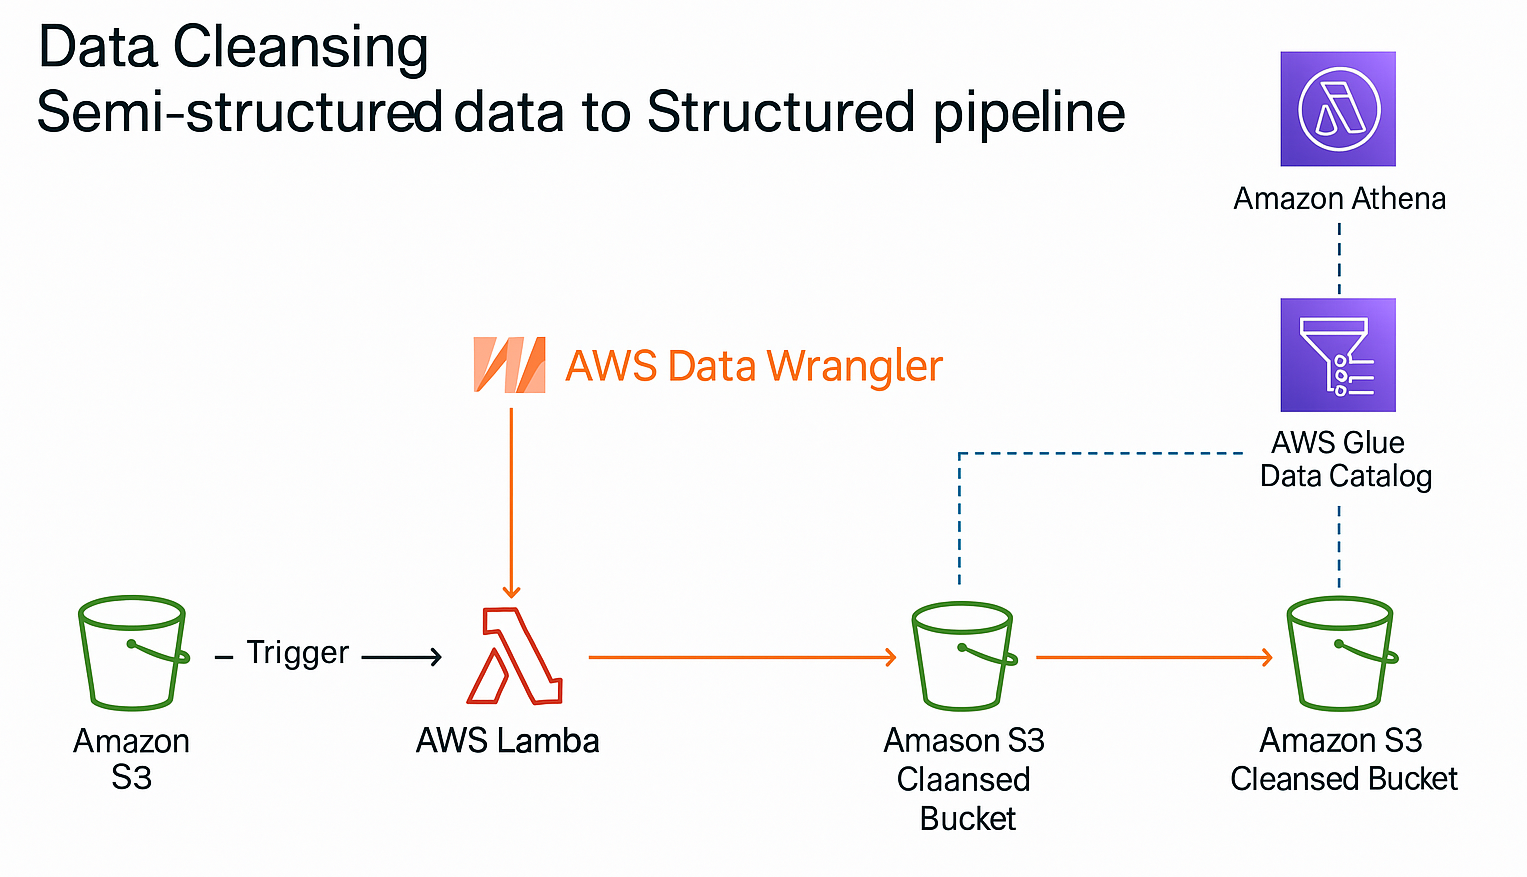 Data Cleansing
Semi-structured data to Structured pipeline
Amazon Athena
AWS Data Wrangler
AWS Glue
Data Catalog
Trigger
Amazon
S3
AWS Lamba
Amason S3
Claansed
Bucket
Amazon S3
Cleansed Bucket